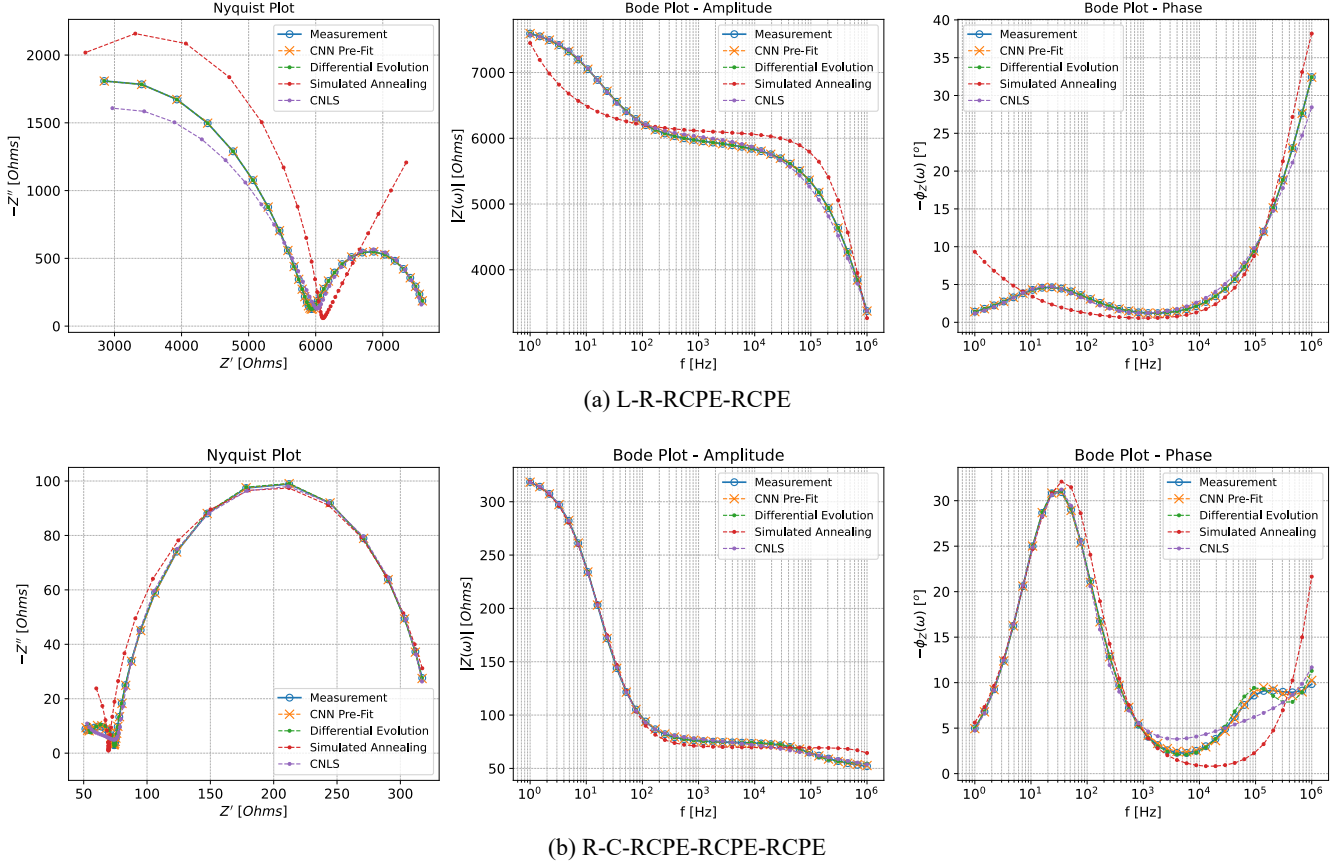 Nyquist Plot
Bode Plot - Amplitude
Bode Plot - Phase
−Z'' [Ohms]
2000
1500
1000
500
0
3000 4000 5000 6000 7000
Z' [Ohms]
Measurement
CNN Pre-Fit
Differential Evolution
Simulated Annealing
CNLS
|Z(ω)| [Ohms]
7000
6000
5000
4000
10⁰ 10¹ 10² 10³ 10⁴ 10⁵ 10⁶
f [Hz]
Measurement
CNN Pre-Fit
Differential Evolution
Simulated Annealing
CNLS
−ϕZ(ω) [°]
40
35
30
25
20
15
10
5
0
10⁰ 10¹ 10² 10³ 10⁴ 10⁵ 10⁶
f [Hz]
Measurement
CNN Pre-Fit
Differential Evolution
Simulated Annealing
CNLS
(a) L-R-RCPE-RCPE
Nyquist Plot
Bode Plot - Amplitude
Bode Plot - Phase
−Z'' [Ohms]
100
80
60
40
20
0
50 100 150 200 250 300
Z' [Ohms]
Measurement
CNN Pre-Fit
Differential Evolution
Simulated Annealing
CNLS
|Z(ω)| [Ohms]
300
250
200
150
100
50
10⁰ 10¹ 10² 10³ 10⁴ 10⁵ 10⁶
f [Hz]
Measurement
CNN Pre-Fit
Differential Evolution
Simulated Annealing
CNLS
−ϕZ(ω) [°]
35
30
25
20
15
10
5
0
10⁰ 10¹ 10² 10³ 10⁴ 10⁵ 10⁶
f [Hz]
Measurement
CNN Pre-Fit
Differential Evolution
Simulated Annealing
CNLS
(b) R-C-RCPE-RCPE-RCPE